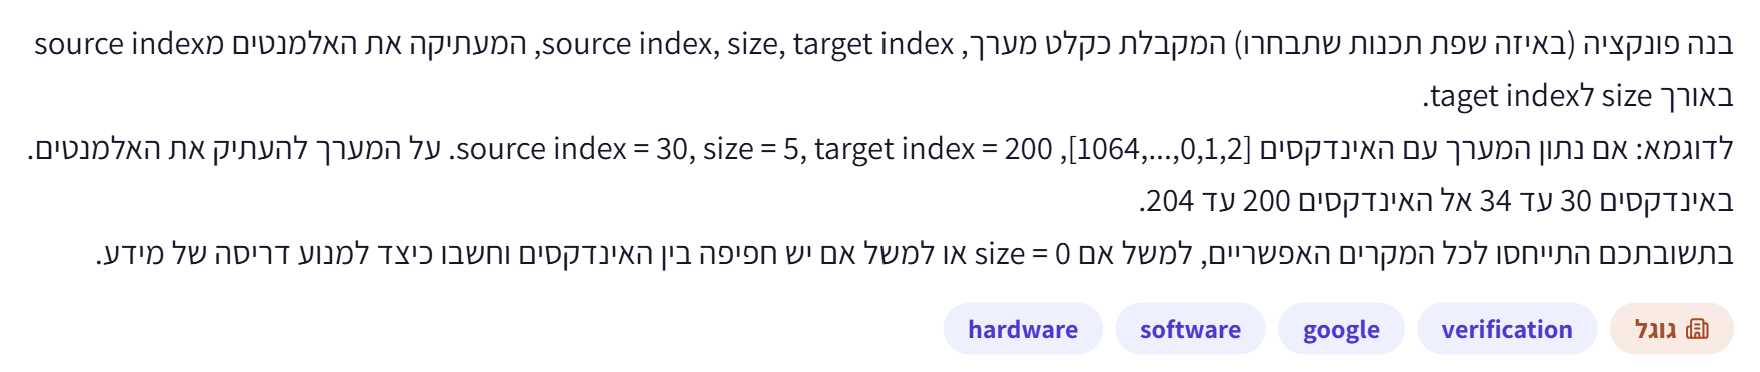 בנה פונקציה (באיזה שפת תכנות שתבחרו) המקבלת כקלט מערך, source index, size, target index, המעתיקה את האלמנטים מsource index
באורך size לtaget index.
לדוגמא: אם נתון המערך עם האינדקסים [0,1,2,...,1064], source index = 30, size = 5, target index = 200. על המערך להעתיק את האלמנטים.
באינדקסים 30 עד 34 אל האינדקסים 200 עד 204.
בתשובתכם התייחסו לכל המקרים האפשריים, למשל אם size = 0 או למשל אם יש חפיפה בין האינדקסים וחשבו כיצד למנוע דריסה של מידע.
גוגל verification google software hardware